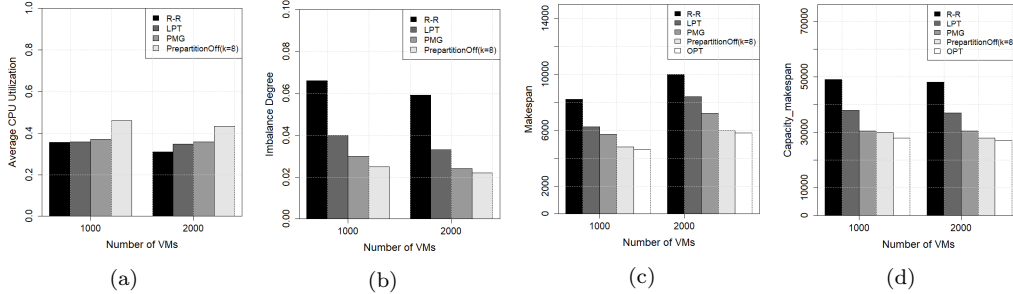 Average CPU Utilization
0.0
0.2
0.4
0.6
0.8
1.0
R-R
LPT
PMG
PrepartitionOff(k=8)
1000
2000
Number of VMs
(a)
Imbalance Degree
0.00
0.02
0.04
0.06
0.08
0.10
R-R
LPT
PMG
PrepartitionOff(k=8)
1000
2000
Number of VMs
(b)
Makespan
0
2000
4000
6000
10000
14000
R-R
LPT
PMG
PrepartitionOff(k=8)
OPT
1000
2000
Number of VMs
(c)
Capacity_makespan
0
10000
30000
50000
70000
R-R
LPT
PMG
PrepartitionOff(k=8)
OPT
1000
2000
Number of VMs
(d)